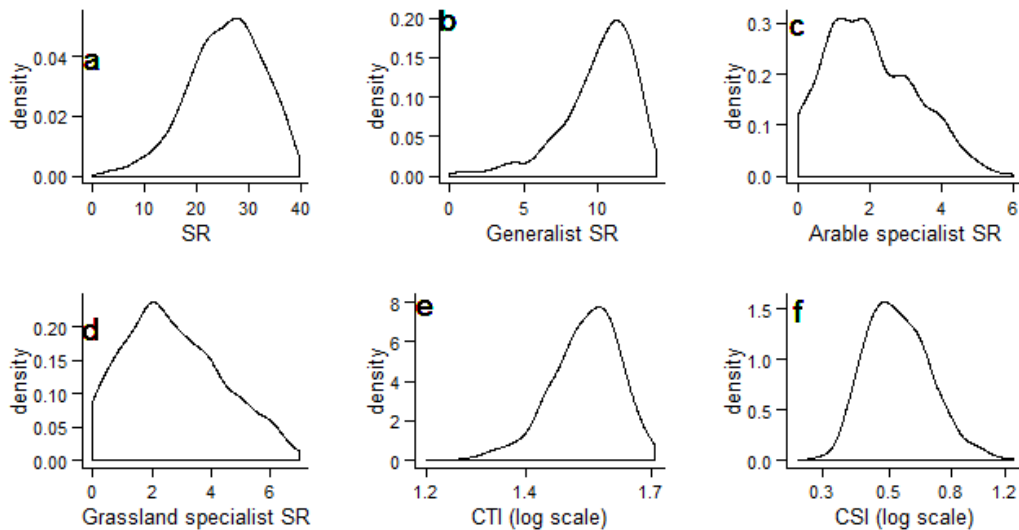 a
density
0.00
0.02
0.04
0 10 20 30 40
SR
b
density
0.00
0.05
0.10
0.15
0.20
0 5 10
Generalist SR
c
density
0.0
0.1
0.2
0.3
0 2 4 6
Arable specialist SR
d
density
0.00
0.05
0.10
0.15
0.20
0 2 4 6
Grassland specialist SR
e
density
0
2
4
6
8
1.2 1.4 1.7
CTI (log scale)
f
density
0.0
0.5
1.0
1.5
0.3 0.5 0.8 1.2
CSI (log scale)